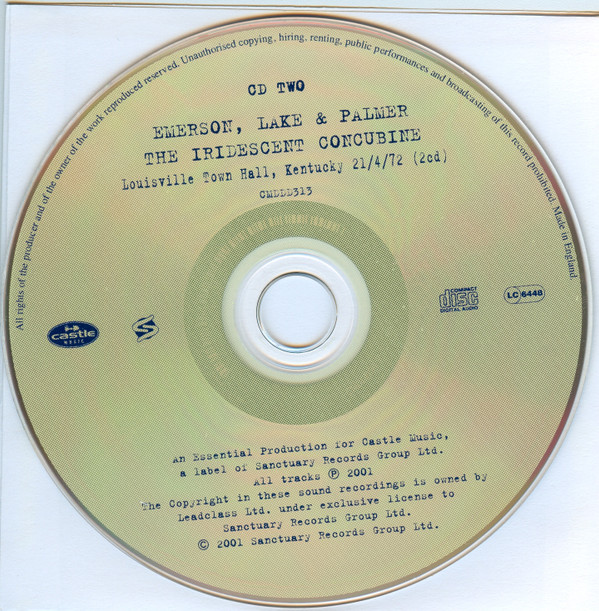 All rights of the producer and of the owner of the work reproduced reserved. Unauthorised copying, hiring, renting, public performances and broadcasting of this record prohibited. Made in England.
CD TWO
EMERSON, LAKE & PALMER
THE IRIDESCENT CONCUBINE
Louisville Town Hall, Kentucky 21/4/72 (2cd)
CMDDD313
castle
MUSIC
S
COMPACT
disc
DIGITAL AUDIO
LC 6448
An Essential Production for Castle Music,
a label of Sanctuary Records Group Ltd.
All tracks ℗ 2001
The Copyright in these sound recordings is owned by
Leadclass Ltd. under exclusive license to
Sanctuary Records Group Ltd.
© 2001 Sanctuary Records Group Ltd.